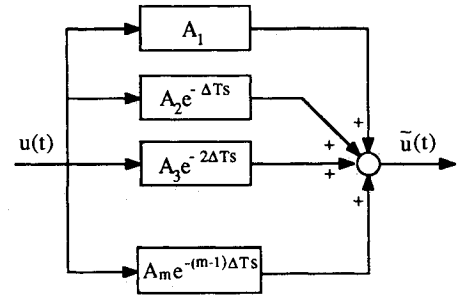 A₁
A₂e^{-ΔTs}
+
u(t)
+
ũ(t)
A₃e^{-2ΔTs}
+
+
Aₘe^{-(m-1)ΔTs}